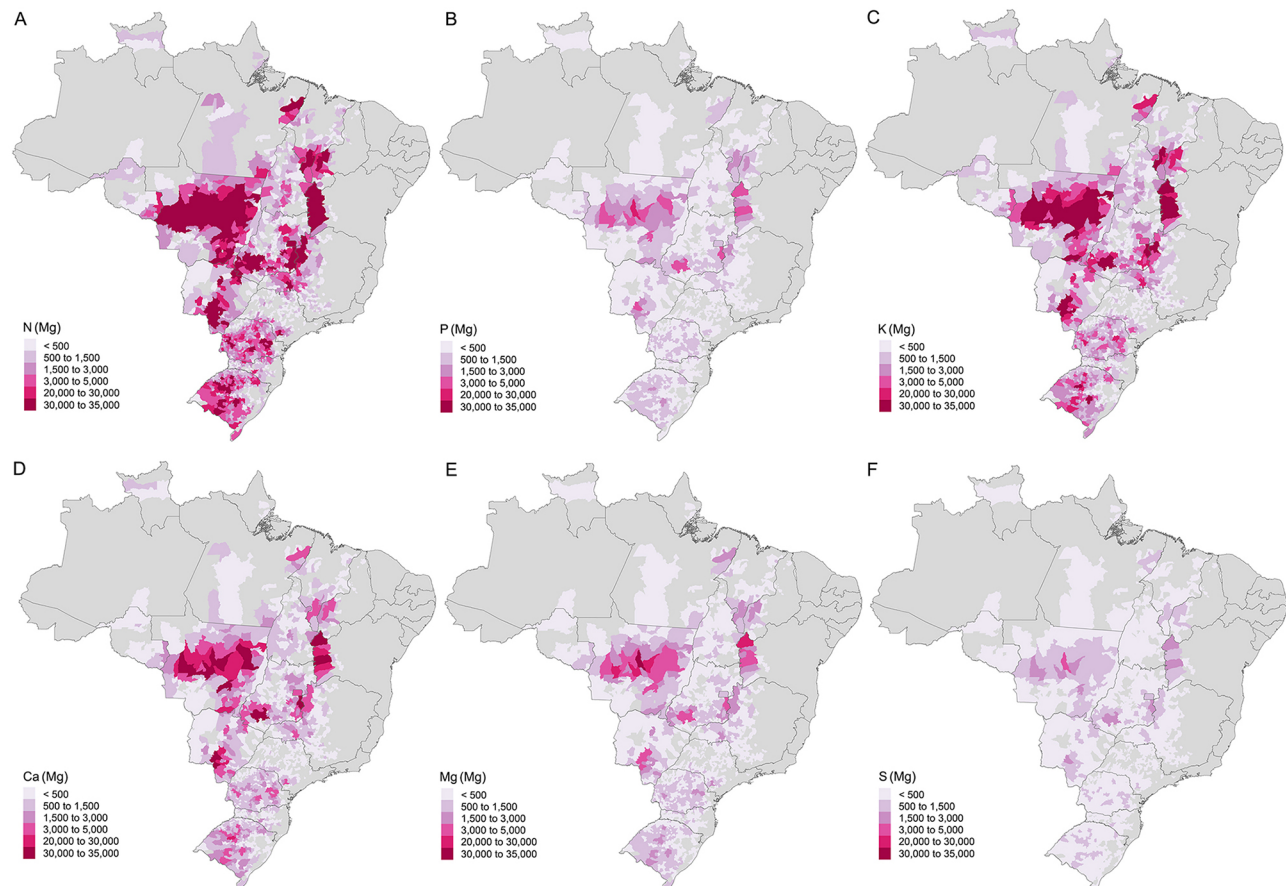 A
B
C
N (Mg)
< 500
500 to 1,500
1,500 to 3,000
3,000 to 5,000
20,000 to 30,000
30,000 to 35,000
P (Mg)
< 500
500 to 1,500
1,500 to 3,000
3,000 to 5,000
20,000 to 30,000
30,000 to 35,000
K (Mg)
< 500
500 to 1,500
1,500 to 3,000
3,000 to 5,000
20,000 to 30,000
30,000 to 35,000
D
E
F
Ca (Mg)
< 500
500 to 1,500
1,500 to 3,000
3,000 to 5,000
20,000 to 30,000
30,000 to 35,000
Mg (Mg)
< 500
500 to 1,500
1,500 to 3,000
3,000 to 5,000
20,000 to 30,000
30,000 to 35,000
S (Mg)
< 500
500 to 1,500
1,500 to 3,000
3,000 to 5,000
20,000 to 30,000
30,000 to 35,000